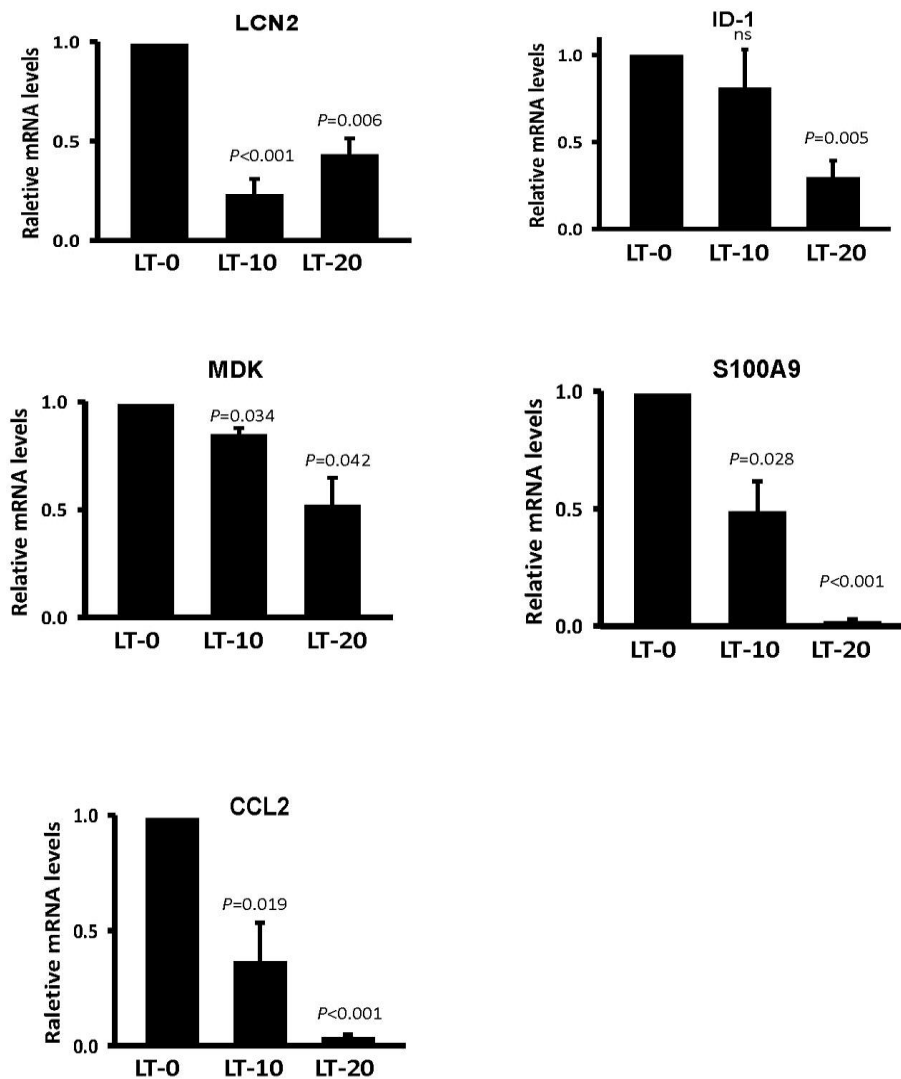 LCN2
Raletive mRNA levels
1.0
0.5
0.0
P<0.001
P=0.006
LT-0 LT-10 LT-20
ID-1
ns
Relative mRNA levels
1.0
0.5
0.0
P=0.005
LT-0 LT-10 LT-20
MDK
Relative mRNA levels
1.0
0.5
0.0
P=0.034
P=0.042
LT-0 LT-10 LT-20
S100A9
Relative mRNA levels
1.0
0.5
0.0
P=0.028
P<0.001
LT-0 LT-10 LT-20
CCL2
Raletive mRNA levels
1.0
0.5
0.0
P=0.019
P<0.001
LT-0 LT-10 LT-20